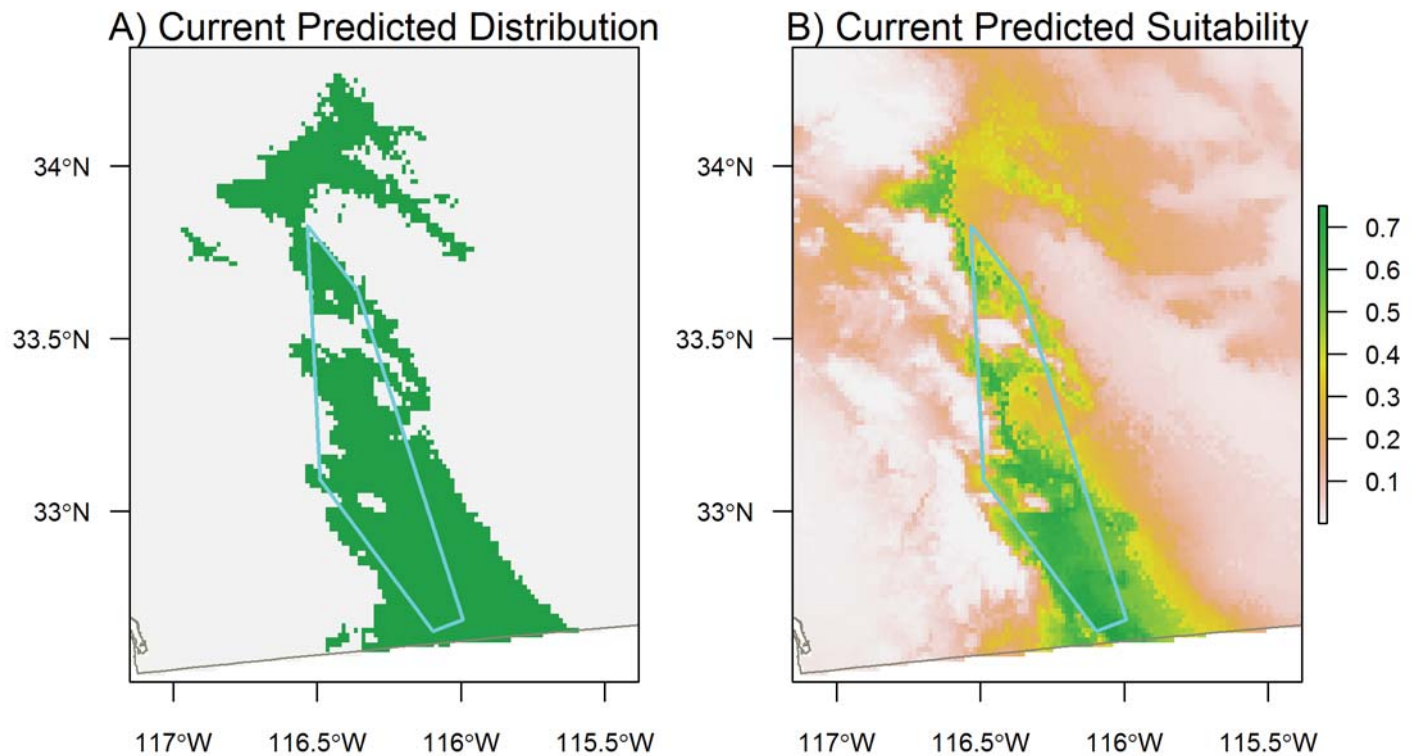 A) Current Predicted Distribution
34°N
33.5°N
33°N
117°W 116.5°W 116°W 115.5°W
B) Current Predicted Suitability
34°N
33.5°N
33°N
117°W 116.5°W 116°W 115.5°W
0.7
0.6
0.5
0.4
0.3
0.2
0.1